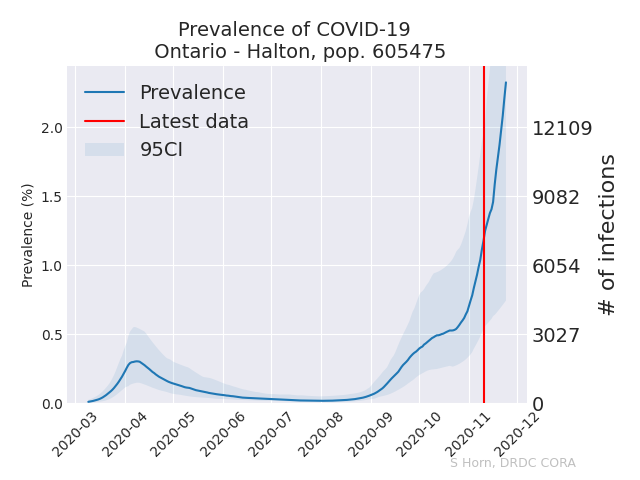 Prevalence of COVID-19
Ontario - Halton, pop. 605475
Prevalence
Latest data
95CI
Prevalence (%)
2.0
1.5
1.0
0.5
0.0
12109
9082
6054
3027
0
# of infections
2020-03
2020-04
2020-05
2020-06
2020-07
2020-08
2020-09
2020-10
2020-11
2020-12
S Horn, DRDC CORA